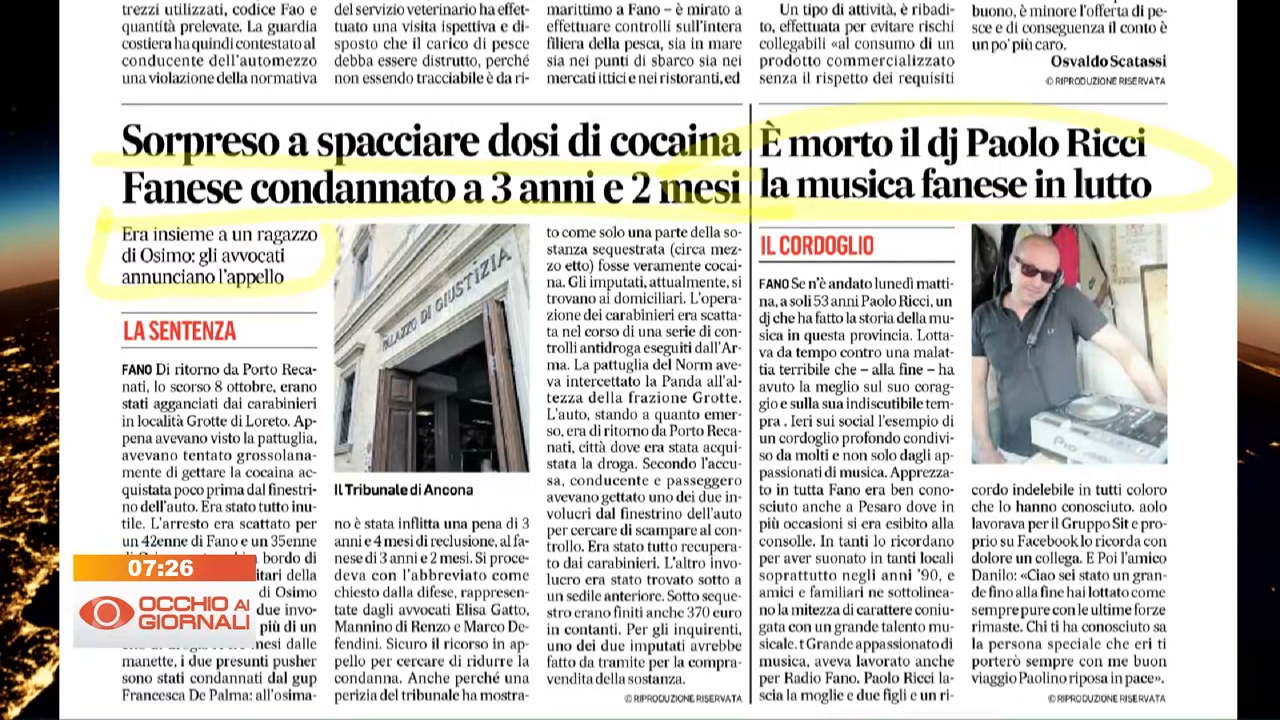 trezzi utilizzati, codice Fao e
quantità prelevate. La guardia
costiera ha quindi contestato al
conducente dell'automezzo
una violazione della normativa
del servizio veterinario ha effet-
tuato una visita ispettiva e di-
sposto che il carico di pesce
debba essere distrutto, perché
non essendo tracciabile è da ri-
marittimo a Fano – è mirato a
effettuare controlli sull'intera
filiera della pesca, sia in mare
sia nei punti di sbarco sia nei
mercati ittici e nei ristoranti, ed
Un tipo di attività, è ribadi-
to, effettuata per evitare rischi
collegabili «al consumo di un
prodotto commercializzato
senza il rispetto dei requisiti
buono, è minore l'offerta di pe-
sce e di conseguenza il conto è
un po' più caro.
Osvaldo Scatassi
© RIPRODUZIONE RISERVATA
Sorpreso a spacciare dosi di cocaina
Fanese condannato a 3 anni e 2 mesi
Era insieme a un ragazzo
di Osimo: gli avvocati
annunciano l'appello
LA SENTENZA
FANO Di ritorno da Porto Reca-
nati, lo scorso 8 ottobre, erano
stati agganciati dai carabinieri
in località Grotte di Loreto. Ap-
pena avevano visto la pattuglia,
avevano tentato grossolana-
mente di gettare la cocaina ac-
quistata poco prima dal finestri-
no dell'auto. Era stato tutto inu-
tile. L'arresto era scattato per
un 42enne di Fano e un 35enne
bordo di
itari della
di Osimo
due invo-
più di un
mesi dalle
manette, i due presunti pusher
sono stati condannati dal gup
Francesca De Palma: all'osima-
PALAZZO DI GIUSTIZIA
Il Tribunale di Ancona
no è stata inflitta una pena di 3
anni e 4 mesi di reclusione, al fa-
nese di 3 anni e 2 mesi. Si proce-
deva con l'abbreviato come
chiesto dalla difese, rappresen-
tate dagli avvocati Elisa Gatto,
Mannino di Renzo e Marco De-
fendini. Sicuro il ricorso in ap-
pello per cercare di ridurre la
condanna. Anche perché una
perizia del tribunale ha mostra-
to come solo una parte della so-
stanza sequestrata (circa mez-
zo etto) fosse veramente cocai-
na. Gli imputati, attualmente, si
trovano ai domiciliari. L'opera-
zione dei carabinieri era scatta-
ta nel corso di una serie di con-
trolli antidroga eseguiti dall'Ar-
ma. La pattuglia del Norm ave-
va intercettato la Panda all'al-
tezza della frazione Grotte.
L'auto, stando a quanto emer-
so, era di ritorno da Porto Reca-
nati, città dove era stata acqui-
stata la droga. Secondo l'accu-
sa, conducente e passeggero
avevano gettato uno dei due in-
volucri dal finestrino dell'auto
per cercare di scampare al con-
trollo. Era stato tutto recupera-
to dai carabinieri. L'altro invo-
lucro era stato trovato sotto a
un sedile anteriore. Sotto seque-
stro erano finiti anche 370 euro
in contanti. Per gli inquirenti,
uno dei due imputati avrebbe
fatto da tramite per la compra-
vendita della sostanza.
© RIPRODUZIONE RISERVATA
È morto il dj Paolo Ricci
la musica fanese in lutto
IL CORDOGLIO
FANO Se n'è andato lunedì matti-
na, a soli 53 anni Paolo Ricci, un
dj che ha fatto la storia della mu-
sica in questa provincia. Lotta-
va da tempo contro una malat-
tia terribile che – alla fine – ha
avuto la meglio sul suo corag-
gio e sulla sua indiscutibile tem-
pra . Ieri sui social l'esempio di
un cordoglio profondo condivi-
so da molti e non solo dagli ap-
passionati di musica. Apprezza-
to in tutta Fano era ben cono-
sciuto anche a Pesaro dove in
più occasioni si era esibito alla
consolle. In tanti lo ricordano
per aver suonato in tanti locali
soprattutto negli anni '90, e
amici e familiari ne sottolinea-
no la mitezza di carattere coniu-
gata con un grande talento mu-
sicale. t Grande appassionato di
musica, aveva lavorato anche
per Radio Fano. Paolo Ricci la-
scia la moglie e due figli e un ri-
cordo indelebile in tutti coloro
che lo hanno conosciuto. aolo
lavorava per il Gruppo Sit e pro-
prio su Facebook lo ricorda con
dolore un collega. E Poi l'amico
Danilo: «Ciao sei stato un gran-
de fino alla fine hai lottato come
sempre pure con le ultime forze
rimaste. Chi ti ha conosciuto sa
la persona speciale che eri ti
porterò sempre con me buon
viaggio Paolino riposa in pace».
© RIPRODUZIONE RISERVATA
07:26
OCCHIO AI
GIORNALI